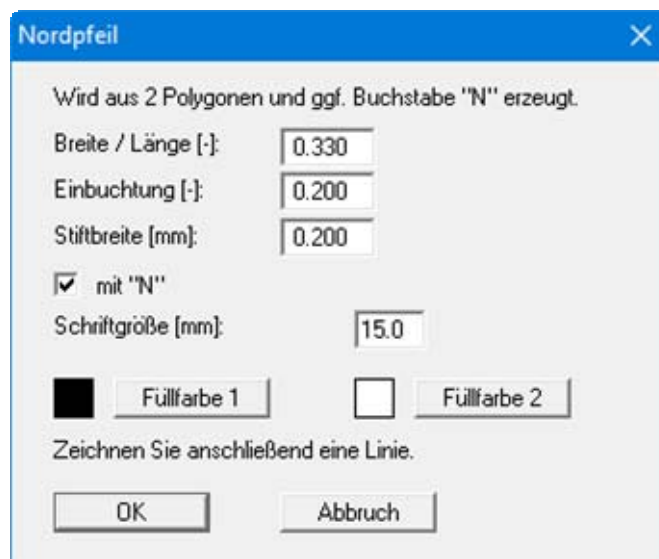 Nordpfeil
Wird aus 2 Polygonen und ggf. Buchstabe "N" erzeugt.
Breite / Länge [-]: 0.330
Einbuchtung [-]: 0.200
Stiftbreite [mm]: 0.200
mit "N"
Schriftgröße [mm]: 15.0
Füllfarbe 1 Füllfarbe 2
Zeichnen Sie anschließend eine Linie.
OK Abbruch